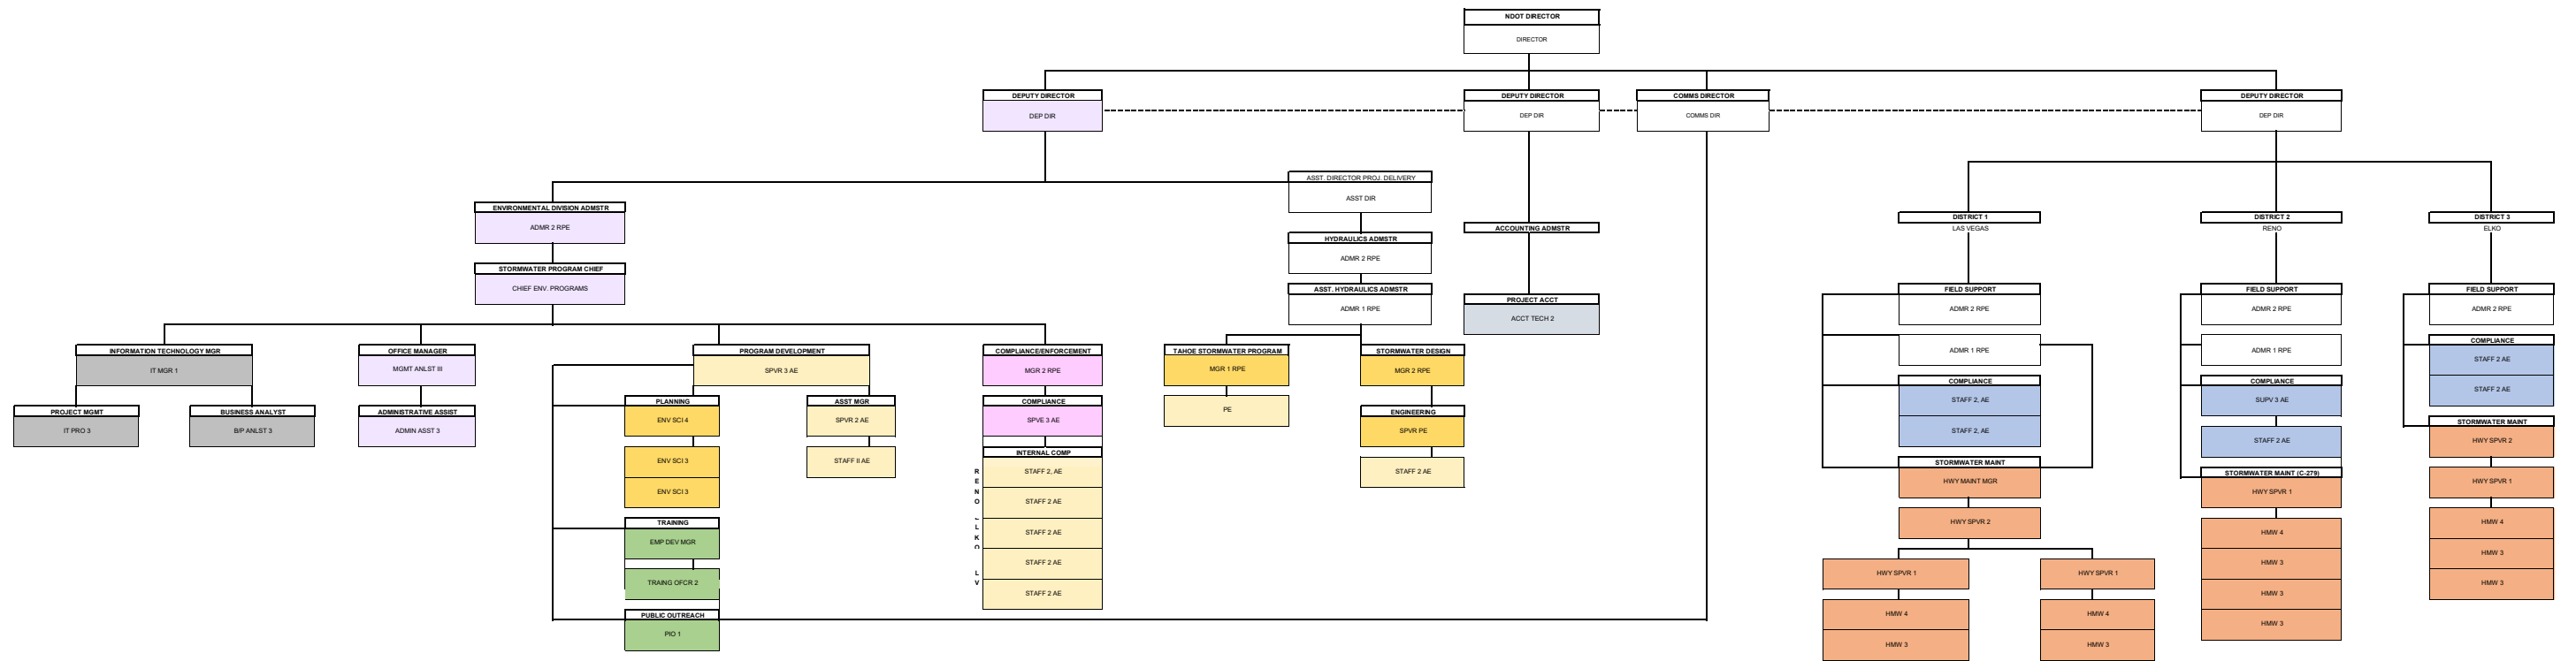 NDOT DIRECTOR
DIRECTOR
DEPUTY DIRECTOR
DEP DIR
DEPUTY DIRECTOR
DEP DIR
COMMS DIRECTOR
COMMS DIR
DEPUTY DIRECTOR
DEP DIR
ENVIRONMENTAL DIVISION ADMSTR
ADMR 2 RPE
STORMWATER PROGRAM CHIEF
CHIEF ENV. PROGRAMS
INFORMATION TECHNOLOGY MGR
IT MGR 1
PROJECT MGMT
IT PRO 3
BUSINESS ANALYST
B/P ANLST 3
OFFICE MANAGER
MGMT ANLST III
ADMINISTRATIVE ASSIST
ADMIN ASST 3
PROGRAM DEVELOPMENT
SPVR 3 AE
PLANNING
ENV SCI 4
ENV SCI 3
ENV SCI 3
TRAINING
EMP DEV MGR
TRAING OFCR 2
PUBLIC OUTREACH
PIO 1
ASST MGR
SPVR 2 AE
STAFF II AE
COMPLIANCE/ENFORCEMENT
MGR 2 RPE
COMPLIANCE
SPVE 3 AE
INTERNAL COMP
R
E
N
O
L
K
L
V
STAFF 2, AE
STAFF 2 AE
STAFF 2 AE
STAFF 2 AE
STAFF 2 AE
ASST. DIRECTOR PROJ. DELIVERY
ASST DIR
HYDRAULICS ADMSTR
ADMR 2 RPE
ASST. HYDRAULICS ADMSTR
ADMR 1 RPE
TAHOE STORMWATER PROGRAM
MGR 1 RPE
PE
STORMWATER DESIGN
MGR 2 RPE
ENGINEERING
SPVR PE
STAFF 2 AE
ACCOUNTING ADMSTR
PROJECT ACCT
ACCT TECH 2
DISTRICT 1
LAS VEGAS
FIELD SUPPORT
ADMR 2 RPE
ADMR 1 RPE
COMPLIANCE
STAFF 2, AE
STAFF 2, AE
STORMWATER MAINT
HWY MAINT MGR
HWY SPVR 2
HWY SPVR 1
HMW 4
HMW 3
HWY SPVR 1
HMW 4
HMW 3
DISTRICT 2
RENO
FIELD SUPPORT
ADMR 2 RPE
ADMR 1 RPE
COMPLIANCE
SUPV 3 AE
STAFF 2 AE
STORMWATER MAINT (C-279)
HWY SPVR 1
HMW 4
HMW 3
HMW 3
HMW 3
DISTRICT 3
ELKO
FIELD SUPPORT
ADMR 2 RPE
COMPLIANCE
STAFF 2 AE
STAFF 2 AE
STORMWATER MAINT
HWY SPVR 2
HWY SPVR 1
HMW 4
HMW 3
HMW 3